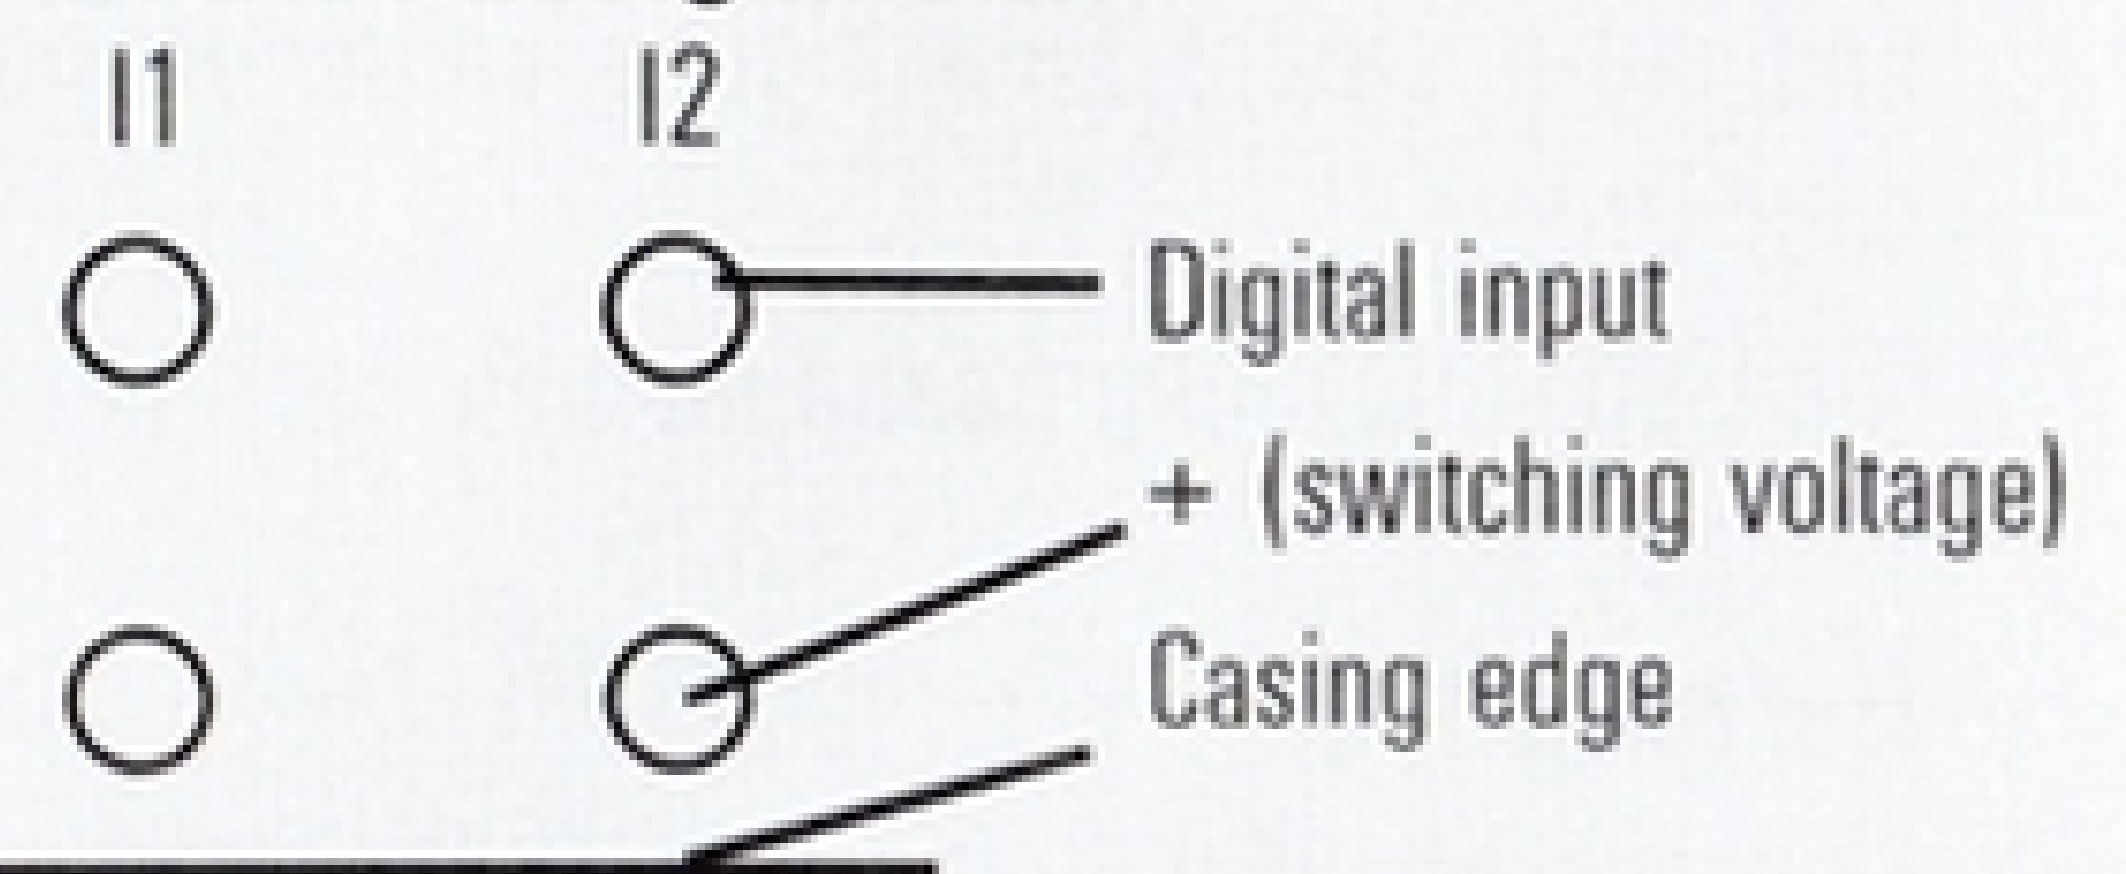 I1 I2
Digital input
+ (switching voltage)
Casing edge